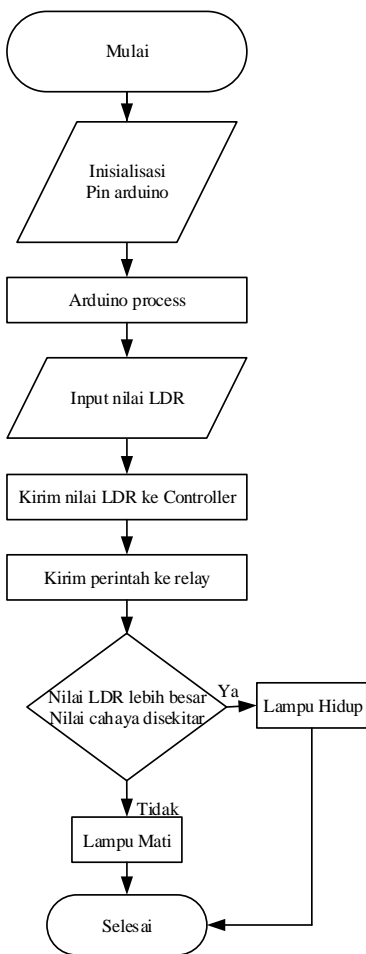 Mulai
Inisialisasi
Pin arduino
Arduino process
Input nilai LDR
Kirim nilai LDR ke Controller
Kirim perintah ke relay
Nilai LDR lebih besar
Nilai cahaya disekitar
Ya
Lampu Hidup
Tidak
Lampu Mati
Selesai